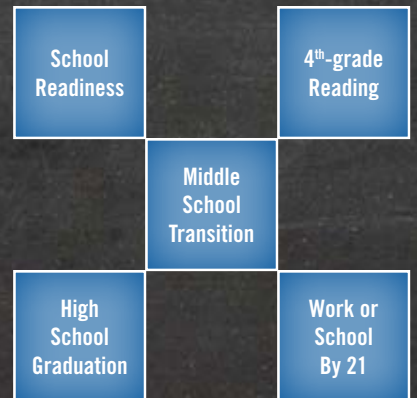 School
Readiness
4th-grade
Reading
Middle
School
Transition
High
School
Graduation
Work or
School
By 21